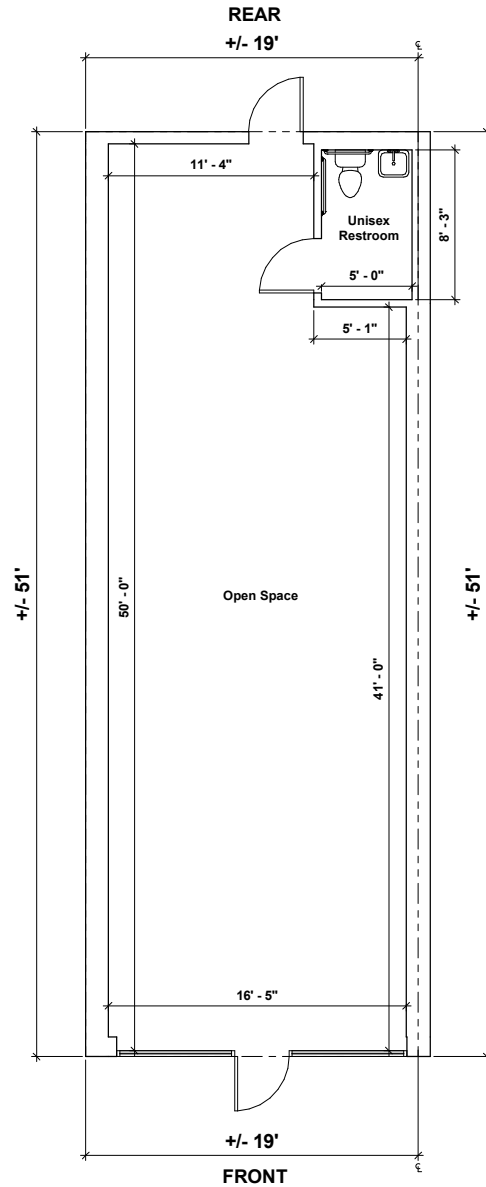 REAR
+/- 19'
℄
11' - 4"
Unisex
Restroom
8' - 3"
5' - 0"
5' - 1"
+/- 51'
50' - 0"
Open Space
41' - 0"
+/- 51'
16' - 5"
+/- 19'
℄
FRONT